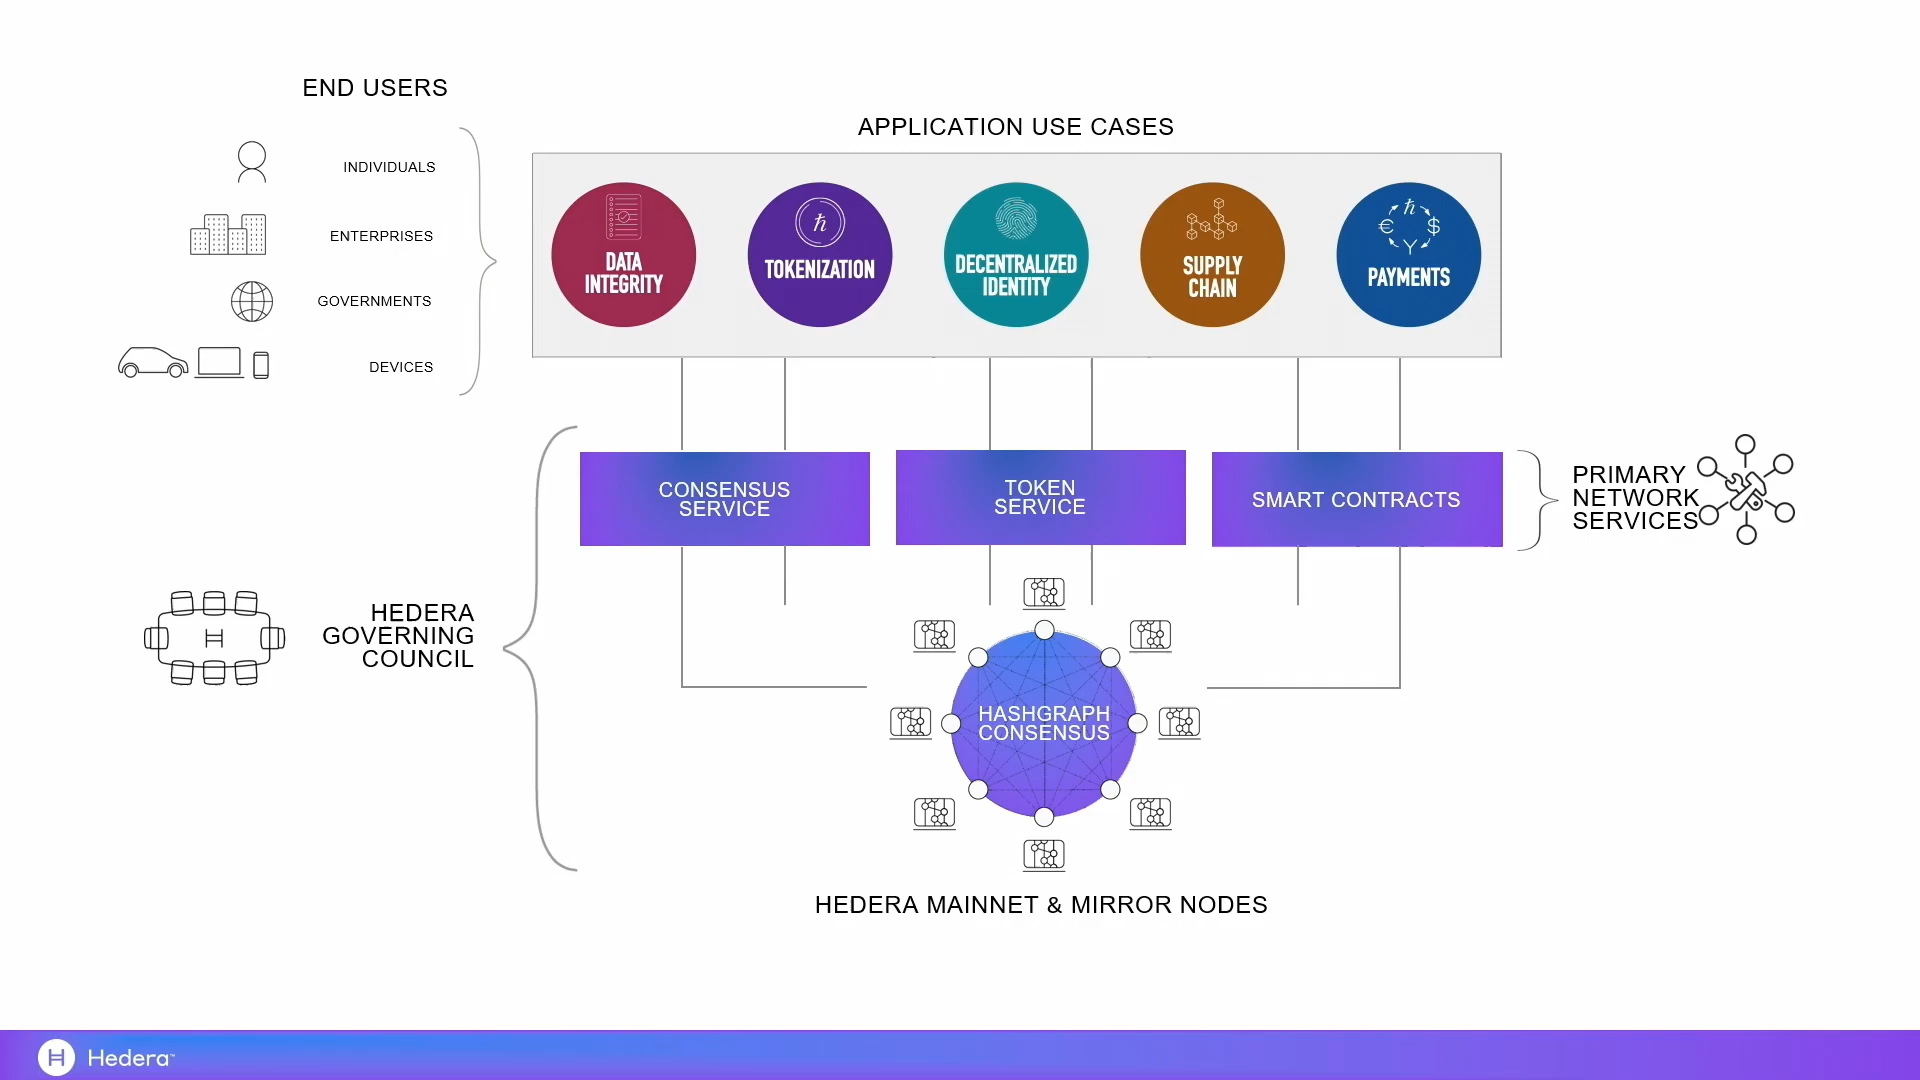 END USERS
INDIVIDUALS
ENTERPRISES
GOVERNMENTS
DEVICES
APPLICATION USE CASES
DATA
INTEGRITY
ℏ
TOKENIZATION
DECENTRALIZED
IDENTITY
SUPPLY
CHAIN
ℏ
€ $
Y
PAYMENTS
CONSENSUS
SERVICE
TOKEN
SERVICE
SMART CONTRACTS
PRIMARY
NETWORK
SERVICES
H
HEDERA
GOVERNING
COUNCIL
HASHGRAPH
CONSENSUS
HEDERA MAINNET & MIRROR NODES
H Hedera™